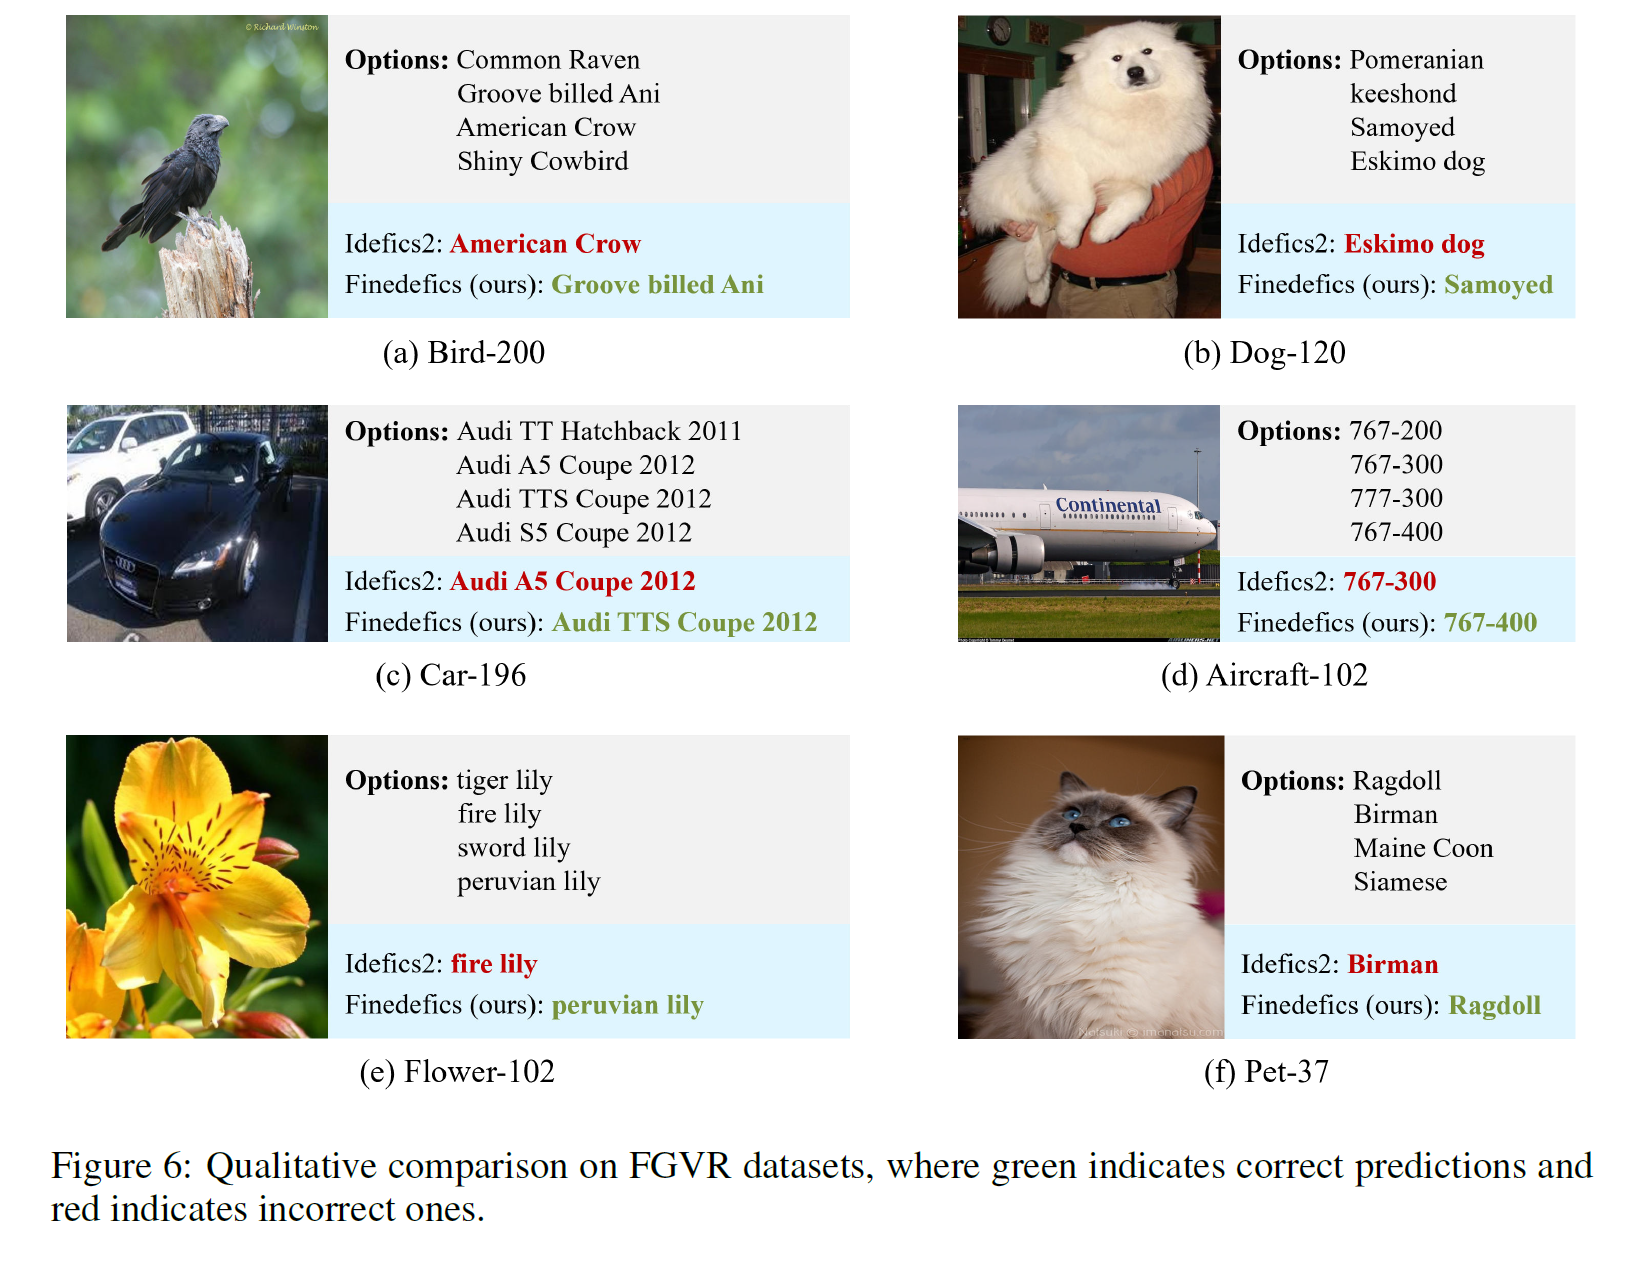 © Richard Winston
Options: Common Raven
Groove billed Ani
American Crow
Shiny Cowbird
Idefics2: American Crow
Finedefics (ours): Groove billed Ani
(a) Bird-200
Options: Pomeranian
keeshond
Samoyed
Eskimo dog
Idefics2: Eskimo dog
Finedefics (ours): Samoyed
(b) Dog-120
Options: Audi TT Hatchback 2011
Audi A5 Coupe 2012
Audi TTS Coupe 2012
Audi S5 Coupe 2012
Idefics2: Audi A5 Coupe 2012
Finedefics (ours): Audi TTS Coupe 2012
(c) Car-196
Continental
Options: 767-200
767-300
777-300
767-400
Idefics2: 767-300
Finedefics (ours): 767-400
(d) Aircraft-102
Options: tiger lily
fire lily
sword lily
peruvian lily
Idefics2: fire lily
Finedefics (ours): peruvian lily
(e) Flower-102
Options: Ragdoll
Birman
Maine Coon
Siamese
Idefics2: Birman
Finedefics (ours): Ragdoll
(f) Pet-37
Figure 6: Qualitative comparison on FGVR datasets, where green indicates correct predictions and
red indicates incorrect ones.